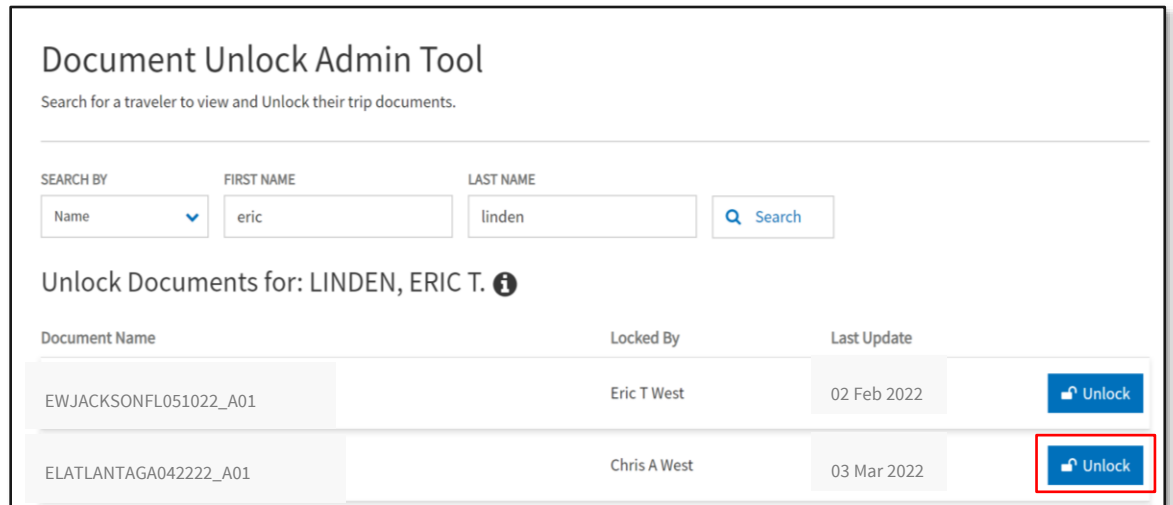 Document Unlock Admin Tool
Search for a traveler to view and Unlock their trip documents.
SEARCH BY FIRST NAME LAST NAME
Name eric linden Search
Unlock Documents for: LINDEN, ERIC T.
Document Name Locked By Last Update
EWJACKSONFL051022_A01 Eric T West 02 Feb 2022 Unlock
ELATLANTAGA042222_A01 Chris A West 03 Mar 2022 Unlock